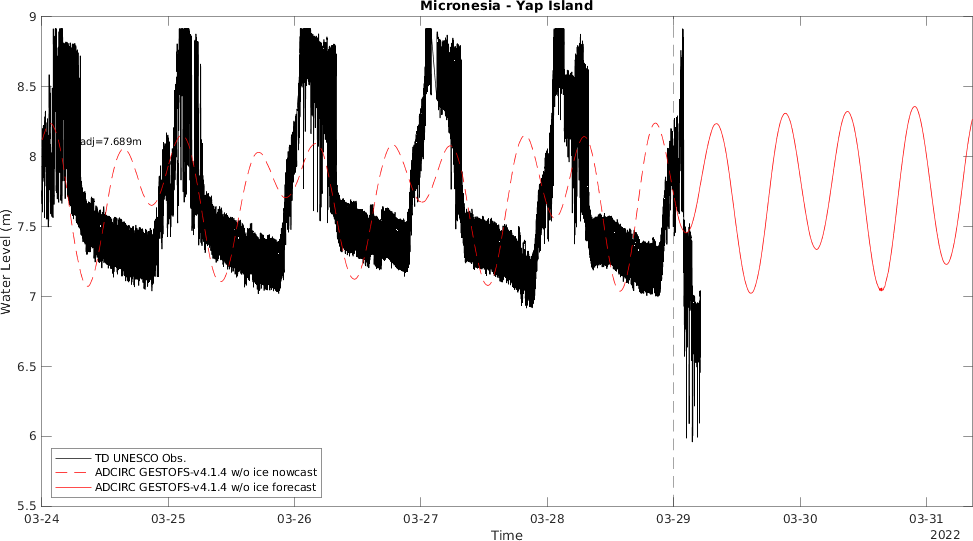 Micronesia - Yap Island
9
8.5
adj=7.689m
8
7.5
7
6.5
6
5.5
Water Level (m)
TD UNESCO Obs.
ADCIRC GESTOFS-v4.1.4 w/o ice nowcast
ADCIRC GESTOFS-v4.1.4 w/o ice forecast
03-24 03-25 03-26 03-27 03-28 03-29 03-30 03-31
Time
2022